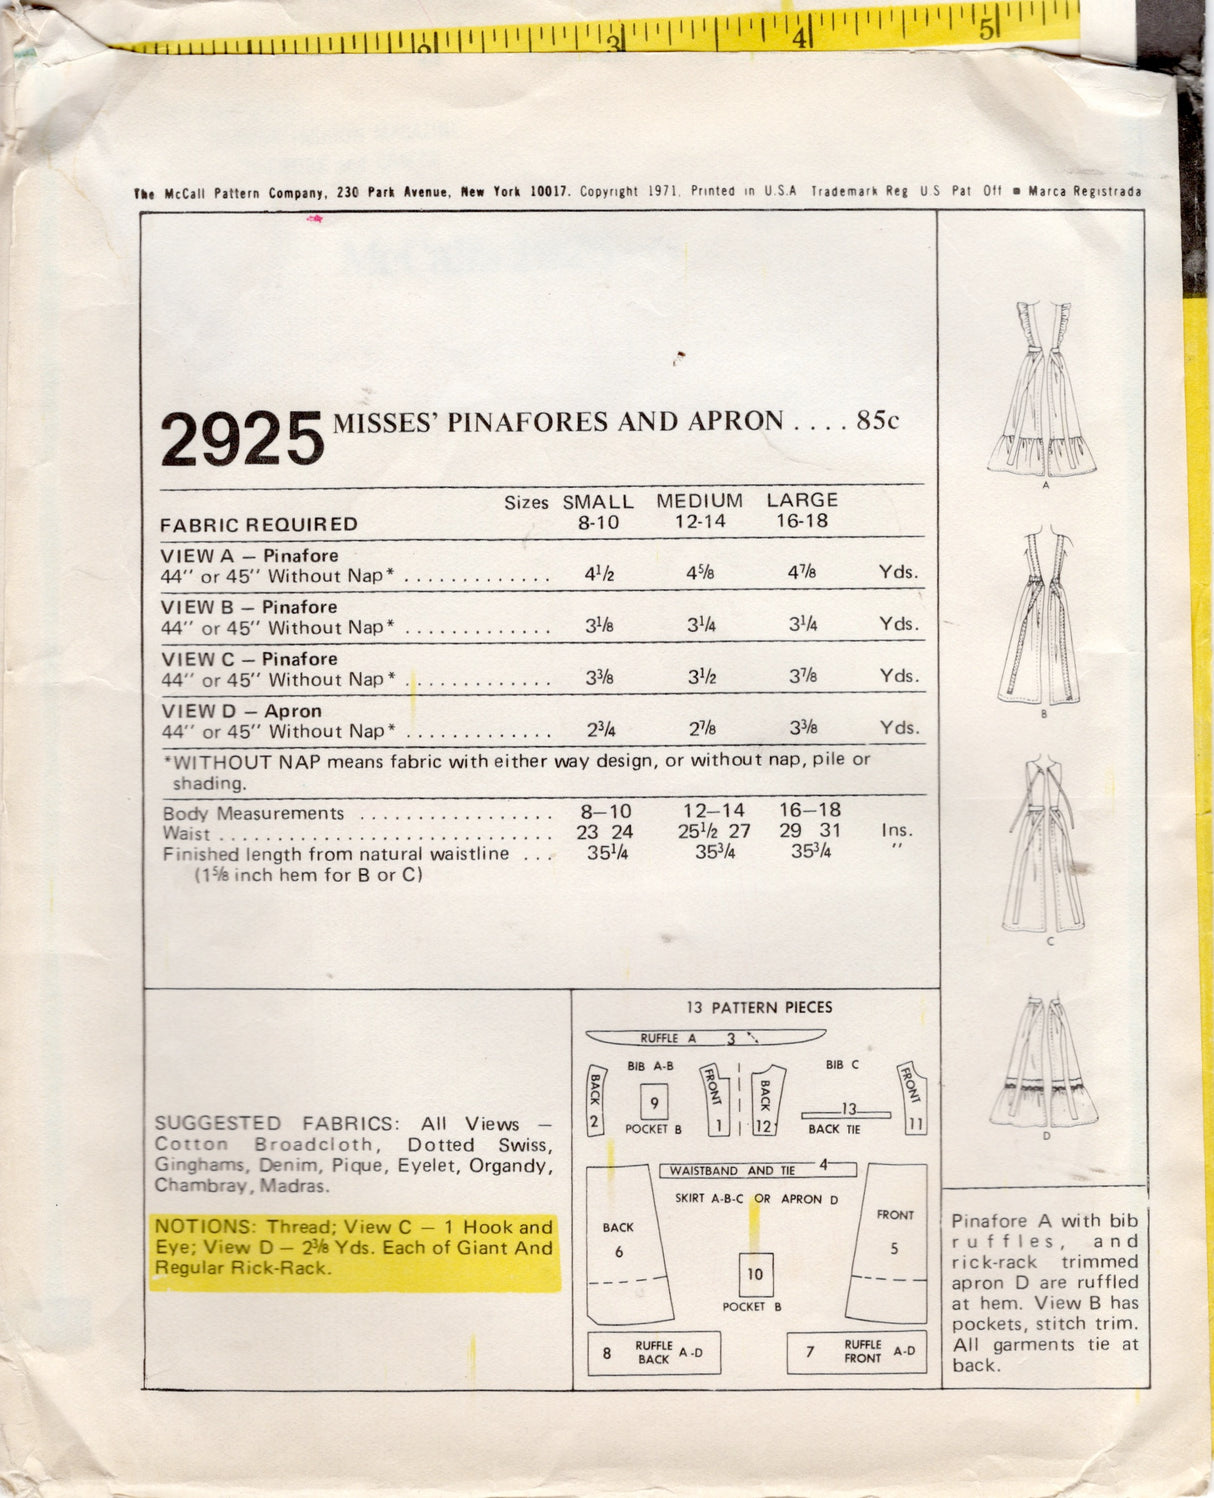 2 3 4 5
The McCall Pattern Company, 230 Park Avenue, New York 10017. Copyright 1971. Printed in U.S.A Trademark Reg U S Pat Off ■ Marca Registrada
2925 MISSES’ PINAFORES AND APRON . . . . 85c
Sizes SMALL MEDIUM LARGE
FABRIC REQUIRED 8-10 12-14 16-18
VIEW A — Pinafore
44″ or 45″ Without Nap* . . . . . . . . . . . . . 4½ 4⅝ 4⅞ Yds.
VIEW B — Pinafore
44″ or 45″ Without Nap* . . . . . . . . . . . . . 3⅛ 3¼ 3¼ Yds.
VIEW C — Pinafore
44″ or 45″ Without Nap* . . . . . . . . . . . . . 3⅜ 3½ 3⅞ Yds.
VIEW D — Apron
44″ or 45″ Without Nap* . . . . . . . . . . . . . 2¾ 2⅞ 3⅜ Yds.
*WITHOUT NAP means fabric with either way design, or without nap, pile or
shading.
Body Measurements . . . . . . . . . . . . . . . . . 8—10 12—14 16—18
Waist . . . . . . . . . . . . . . . . . . . . . . . . . . . . . 23 24 25½ 27 29 31 Ins.
Finished length from natural waistline . . . 35¼ 35¾ 35¾ ″
(1⅝ inch hem for B or C)
A
B
C
D
SUGGESTED FABRICS: All Views —
Cotton Broadcloth, Dotted Swiss,
Ginghams, Denim, Pique, Eyelet, Organdy,
Chambray, Madras.
NOTIONS: Thread; View C — 1 Hook and
Eye; View D — 2⅜ Yds. Each of Giant And
Regular Rick-Rack.
13 PATTERN PIECES
RUFFLE A 3
BIB A-B BIB C
BACK 2
9
POCKET B
FRONT 1
BACK 12
13
BACK TIE
FRONT 11
WAISTBAND AND TIE 4
SKIRT A-B-C OR APRON D
BACK
6
FRONT
5
10
POCKET B
8 RUFFLE BACK A-D
7 RUFFLE FRONT A-D
Pinafore A with bib
ruffles, and
rick-rack trimmed
apron D are ruffled
at hem. View B has
pockets, stitch trim.
All garments tie at
back.